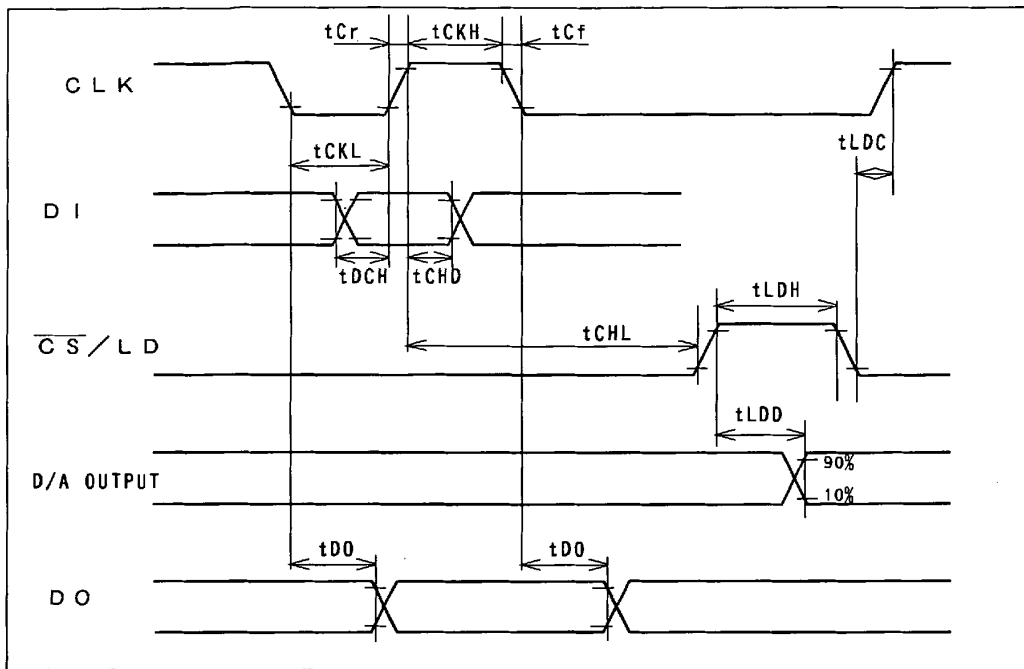 tCr tCKH tCf
CLK
tLDC
tCKL
DI
tDCH tCHD
tLDH
tCHL
CS/LD
tLDD
D/A OUTPUT
90%
10%
tDO tDO
DO